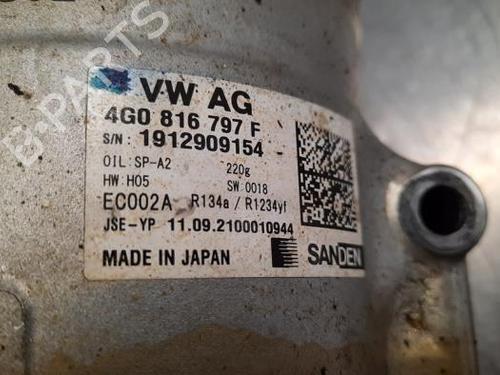 VW AG
4G0 816 797 F
S/N: 1912909154
OIL:SP-A2 220g
HW:H05 SW:0018
EC002A R134a / R1234yf
JSE-YP 11.09.2100010944
MADE IN JAPAN SANDEN